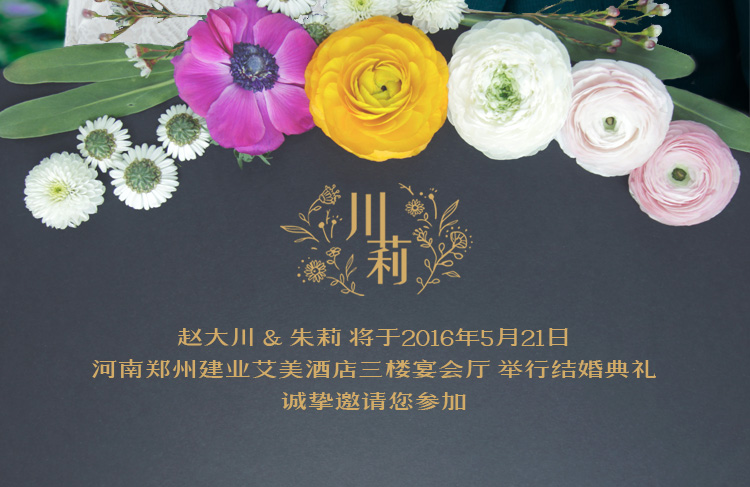 川
莉
赵大川 & 朱莉 将于2016年5月21日
河南郑州建业艾美酒店三楼宴会厅 举行结婚典礼
诚挚邀请您参加